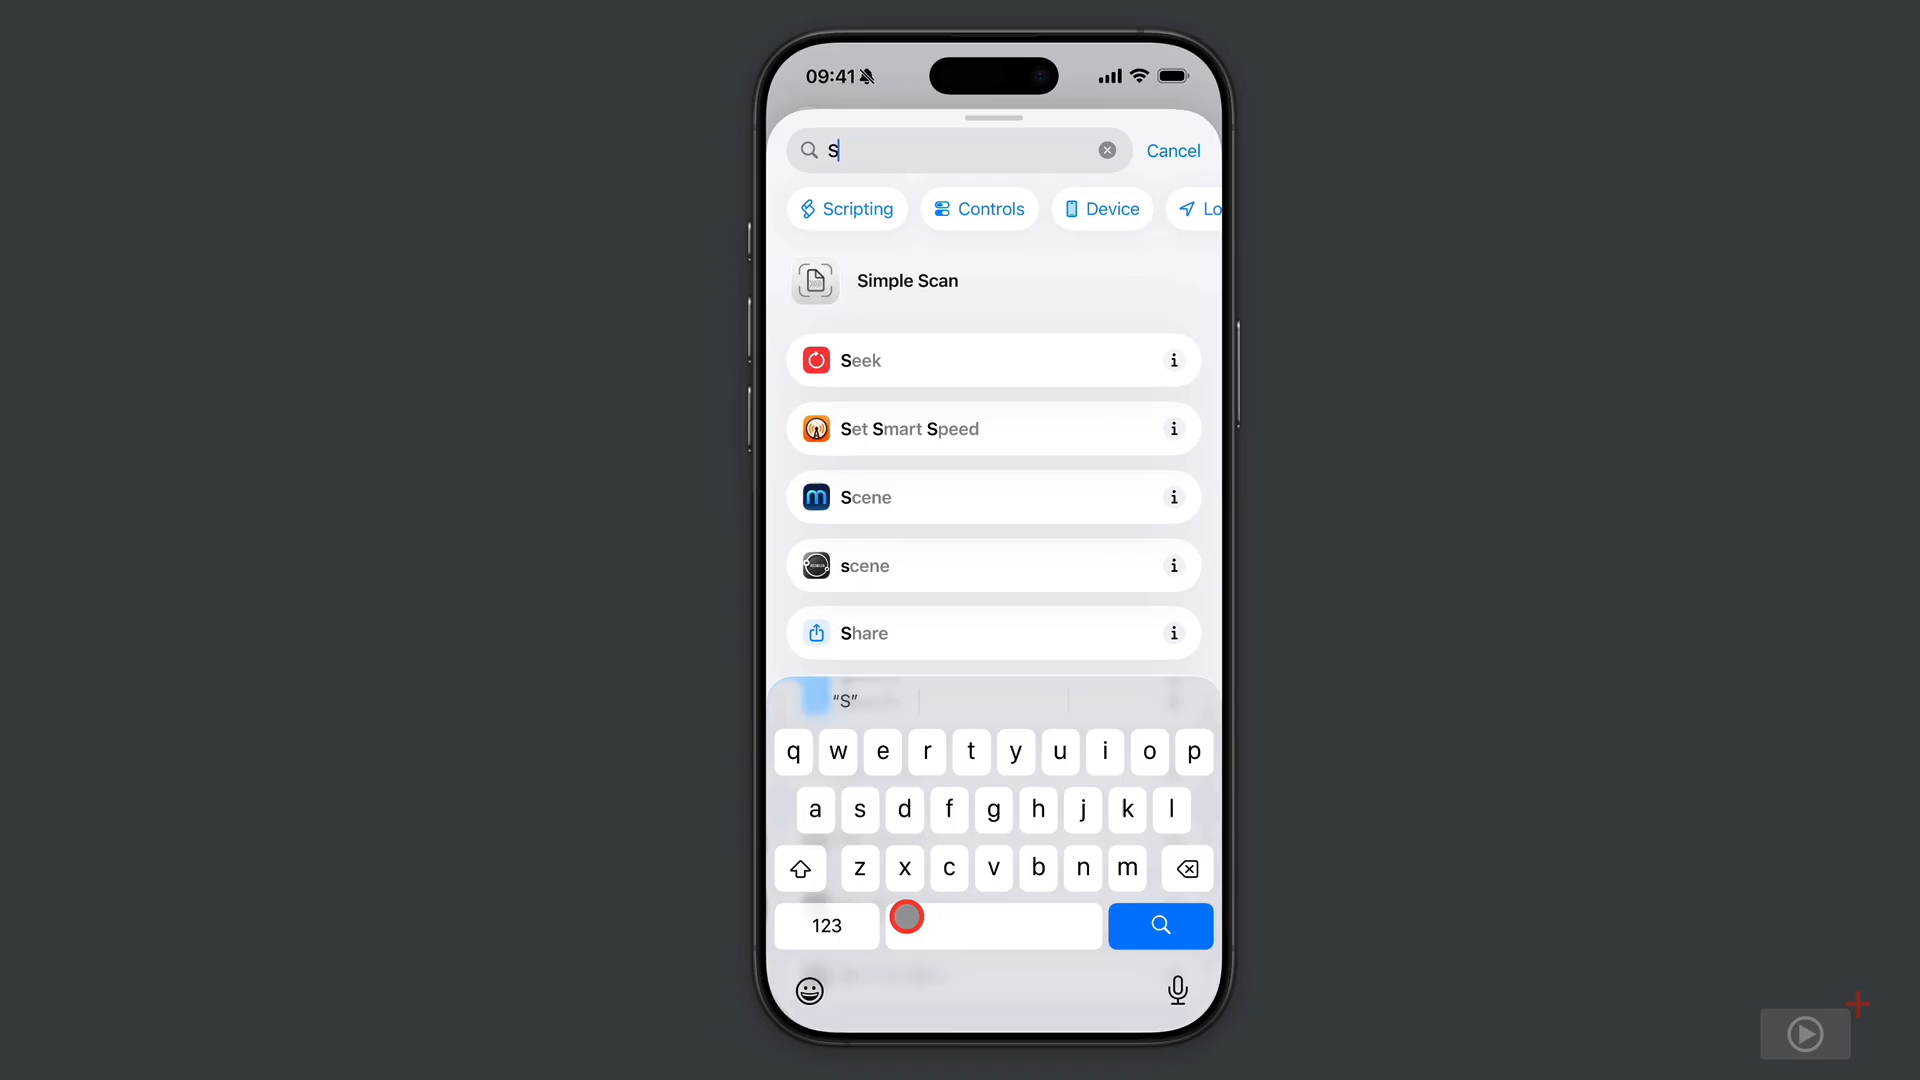 09:41
S
Cancel
Scripting
Controls
Device
Lo
Simple Scan
Seek
Set Smart Speed
Scene
scene
Share
“S”
q w e r t y u i o p
a s d f g h j k l
z x c v b n m
123